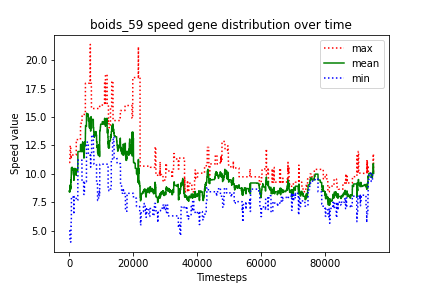 boids_59 speed gene distribution over time
max
mean
min
Speed value
20.0
17.5
15.0
12.5
10.0
7.5
5.0
0
20000
40000
60000
80000
Timesteps